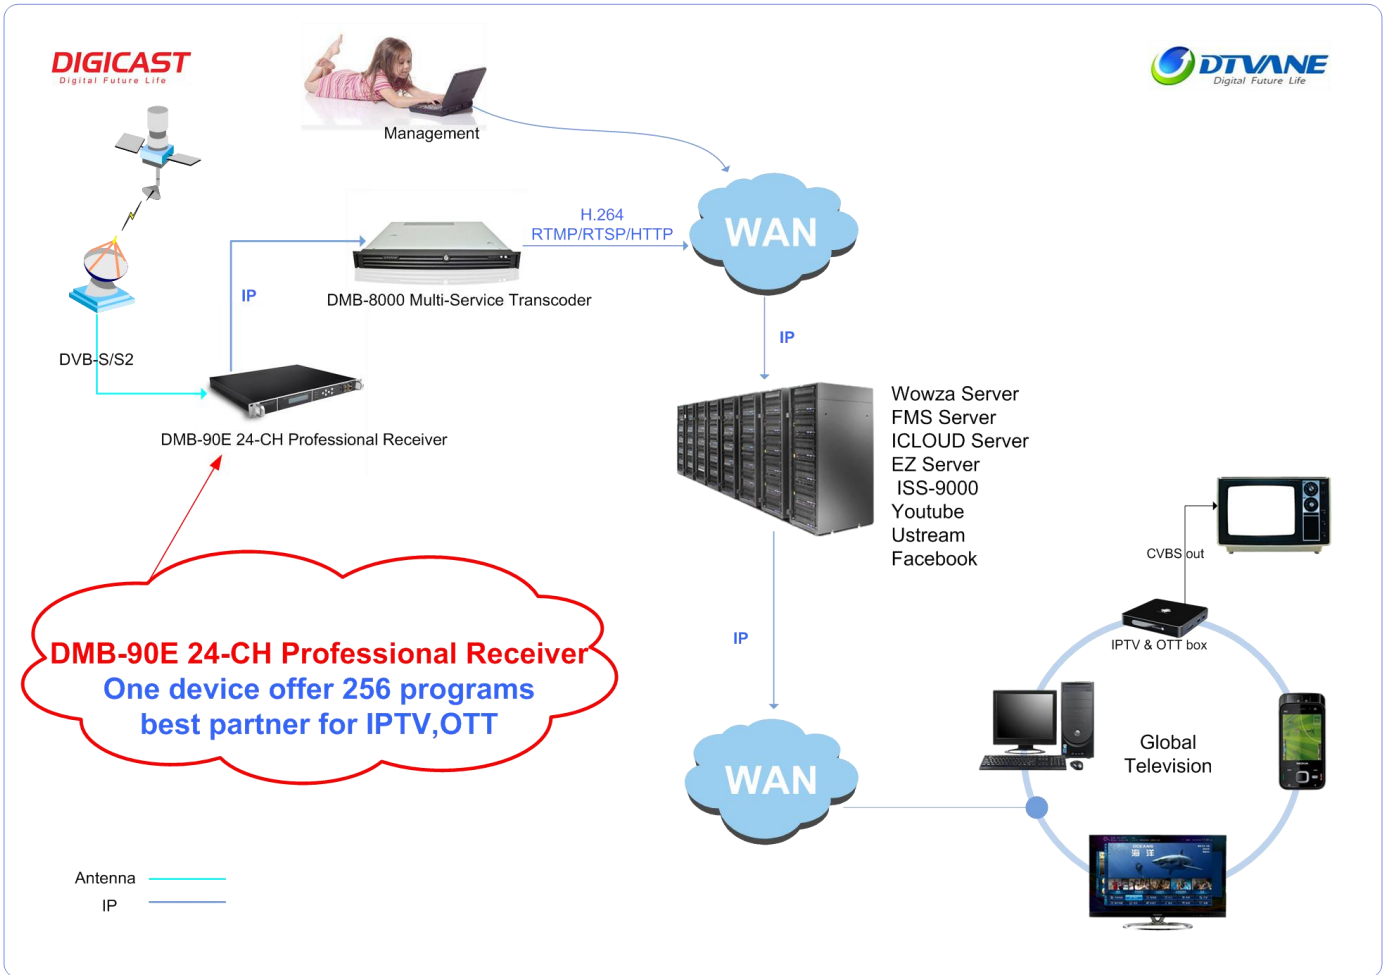 DIGICAST
Digital Future Life
DTVANE
Digital Future Life
Management
WAN
H.264
RTMP/RTSP/HTTP
IP
DMB-8000 Multi-Service Transcoder
IP
DVB-S/S2
DMB-90E 24-CH Professional Receiver
Wowza Server
FMS Server
ICLOUD Server
EZ Server
ISS-9000
Youtube
Ustream
Facebook
CVBS out
IP
IPTV & OTT box
DMB-90E 24-CH Professional Receiver
One device offer 256 programs
best partner for IPTV,OTT
WAN
Global
Television
OCEANS
海洋
Antenna
IP